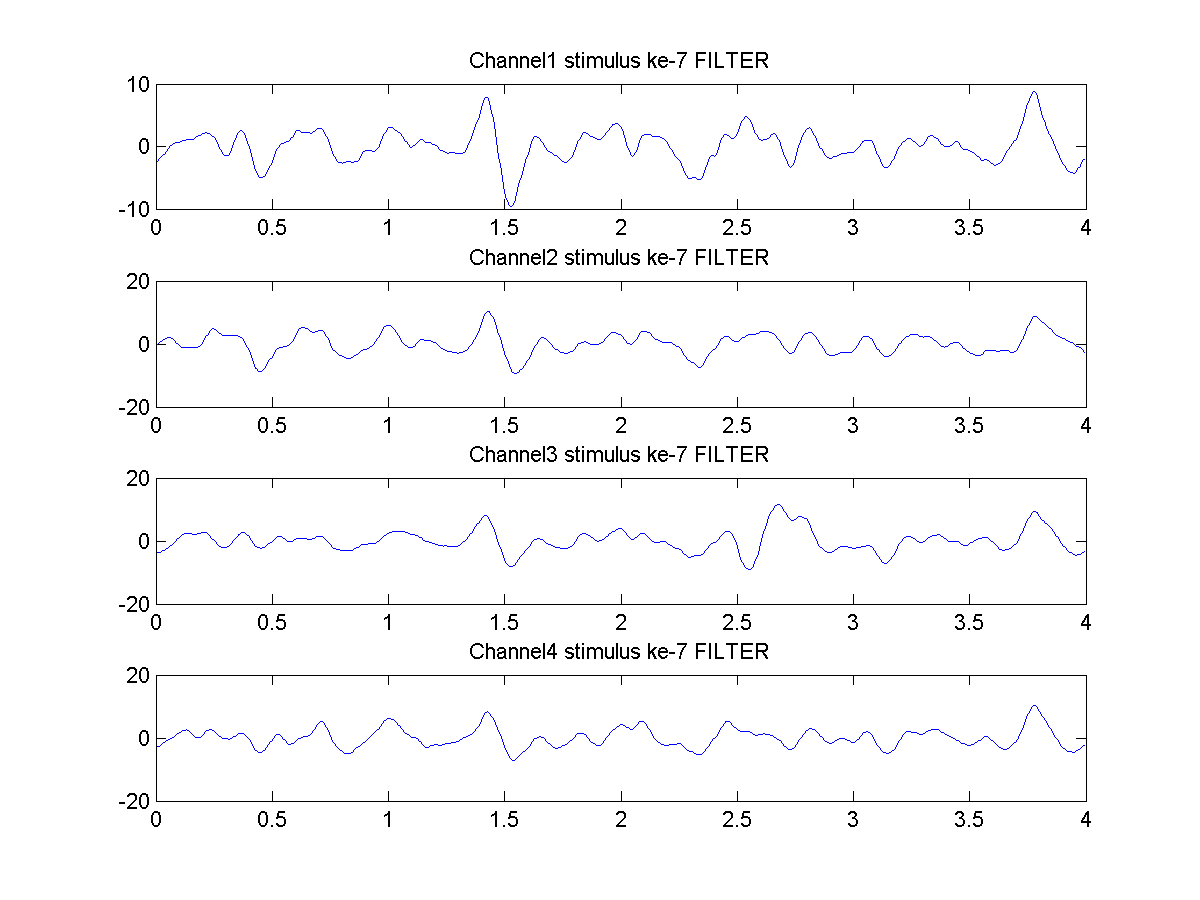 Channel1 stimulus ke-7 FILTER
10
0
-10
0 0.5 1 1.5 2 2.5 3 3.5 4
Channel2 stimulus ke-7 FILTER
20
0
-20
0 0.5 1 1.5 2 2.5 3 3.5 4
Channel3 stimulus ke-7 FILTER
20
0
-20
0 0.5 1 1.5 2 2.5 3 3.5 4
Channel4 stimulus ke-7 FILTER
20
0
-20
0 0.5 1 1.5 2 2.5 3 3.5 4